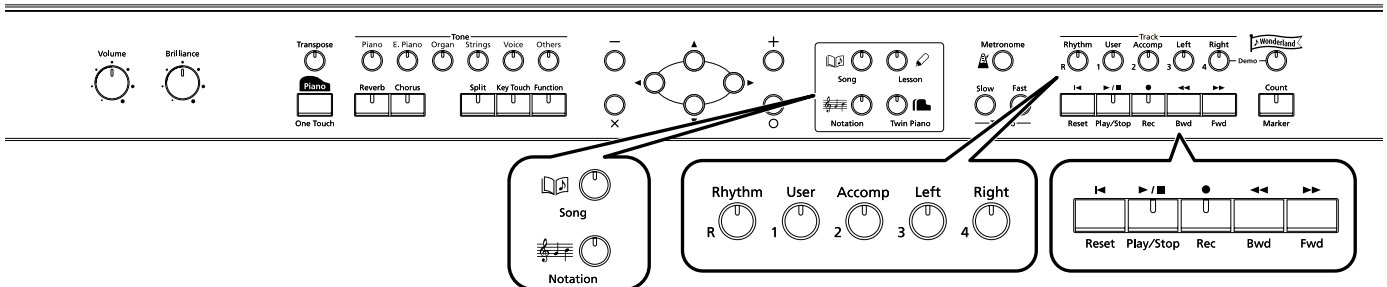 Volume
Brilliance
Transpose
Piano
One Touch
Tone
Piano E. Piano Organ Strings Voice Others
Reverb Chorus Split Key Touch Function
Song
Lesson
Notation
Twin Piano
Metronome
Slow Fast
Track
Rhythm User Accomp Left Right
R 1 2 3 4
Demo
Wonderland
Reset Play/Stop Rec Bwd Fwd
Count
Marker
Song
Notation
Rhythm User Accomp Left Right
R 1 2 3 4
Reset Play/Stop Rec Bwd Fwd